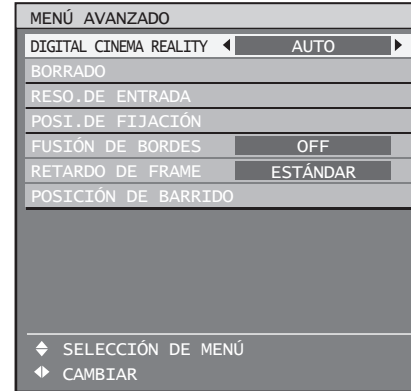 MENÚ AVANZADO
DIGITAL CINEMA REALITY AUTO
BORRADO
RESO.DE ENTRADA
POSI.DE FIJACIÓN
FUSIÓN DE BORDES OFF
RETARDO DE FRAME ESTÁNDAR
POSICIÓN DE BARRIDO
SELECCIÓN DE MENÚ
CAMBIAR